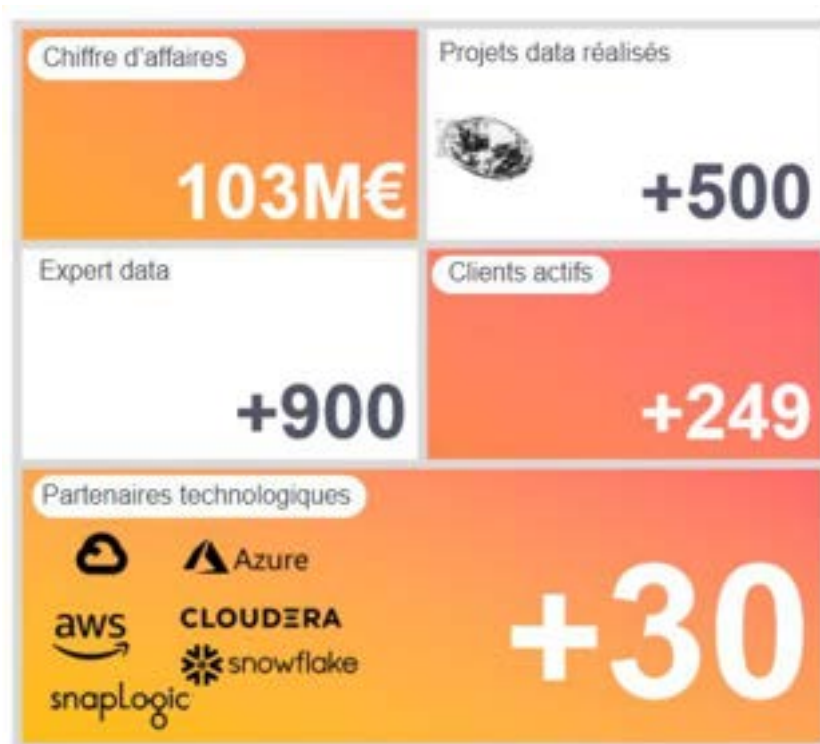 Chiffre d'affaires
103M€
Projets data réalisés
+500
Expert data
+900
Clients actifs
+249
Partenaires technologiques
Azure
aws
CLOUDERA
snowflake
snapLogic
+30